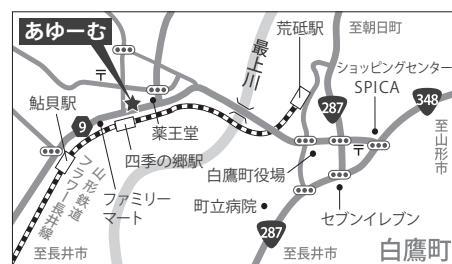 あゆーむ
荒砥駅
至朝日町
最上川
〒
ショッピングセンター
SPICA
鮎貝駅
9
薬王堂
287
348
至山形市
四季の郷駅
白鷹町役場
〒
ファミリー
マート
山形鉄道
フラワー長井線
町立病院
セブンイレブン
287
至長井市
至長井市
白鷹町